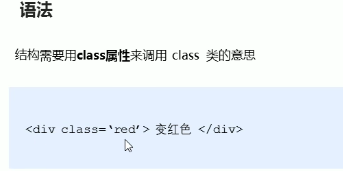 语法
结构需要用class属性来调用 class 类的意思
<div class=‘red’> 变红色 </div>